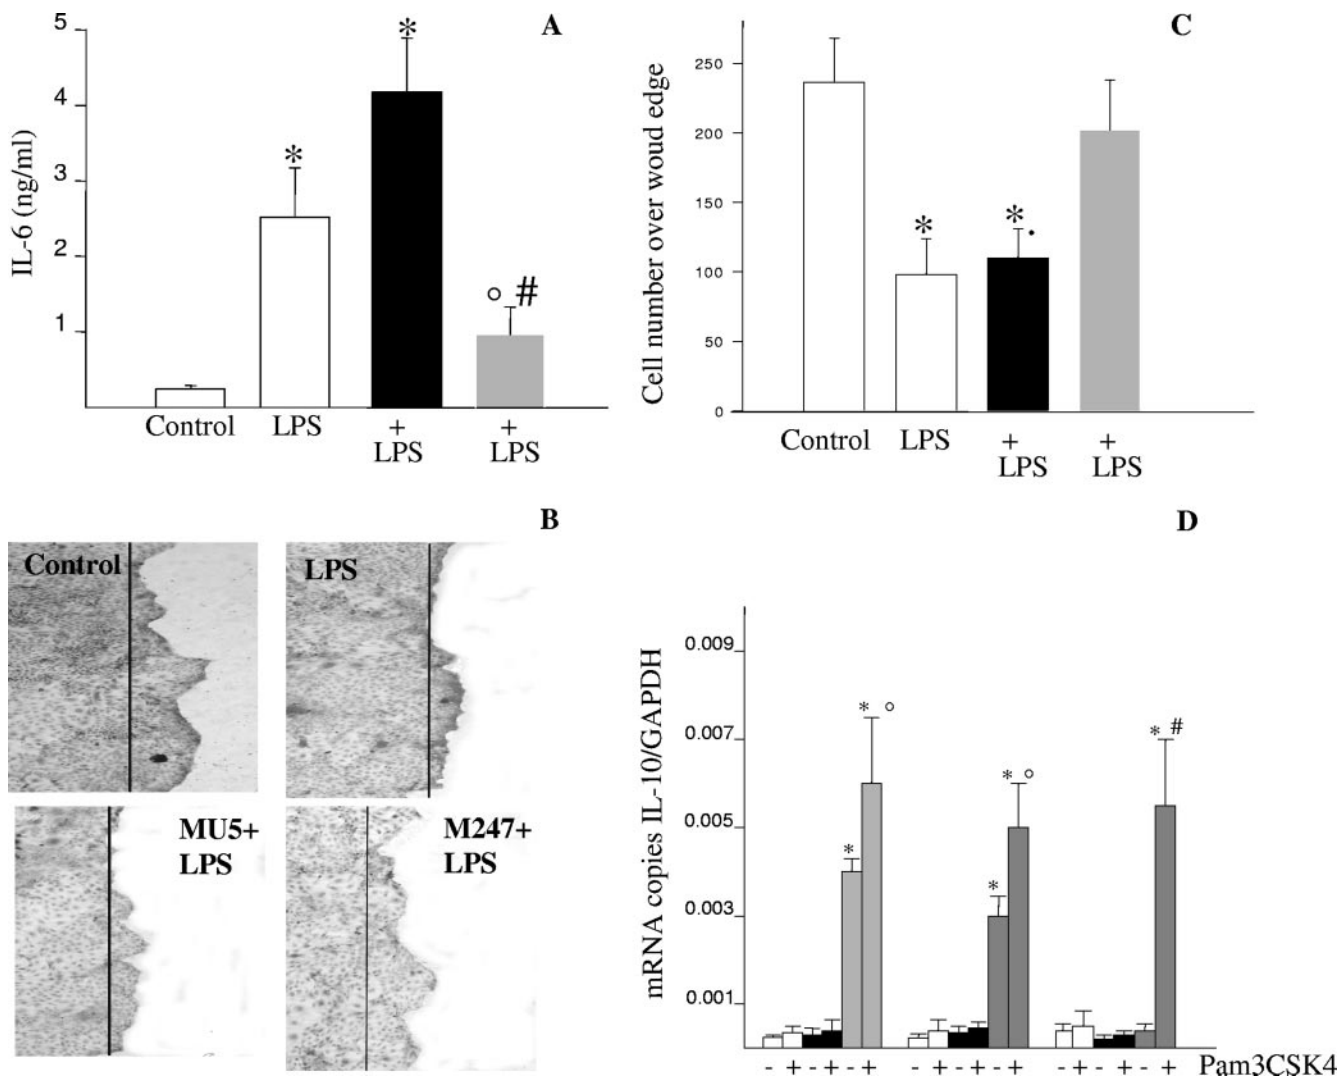 A
5
4
3
2
1
IL-6 (ng/ml)
*
*
° #
Control LPS + LPS + LPS
C
250
200
150
100
50
0
Cell number over woud edge
*
*.
Control LPS + LPS + LPS
B
Control
LPS
MU5+
LPS
M247+
LPS
D
0.009
0.007
0.005
0.003
0.001
mRNA copies IL-10/GAPDH
* * °
* * °
* #
- + - + - + - + - + - + - + - + - + Pam3CSK4